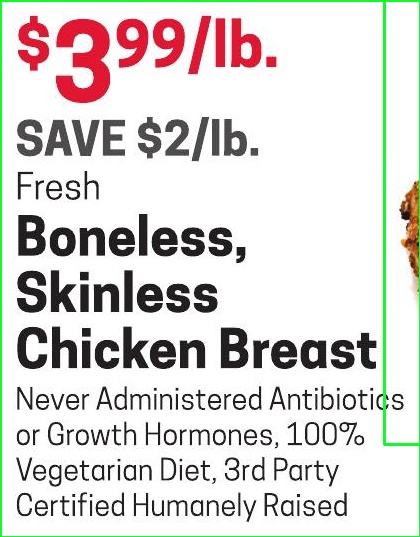 $3.99/lb.
SAVE $2/lb.
Fresh
Boneless,
Skinless
Chicken Breast
Never Administered Antibiotics
or Growth Hormones, 100%
Vegetarian Diet, 3rd Party
Certified Humanely Raised